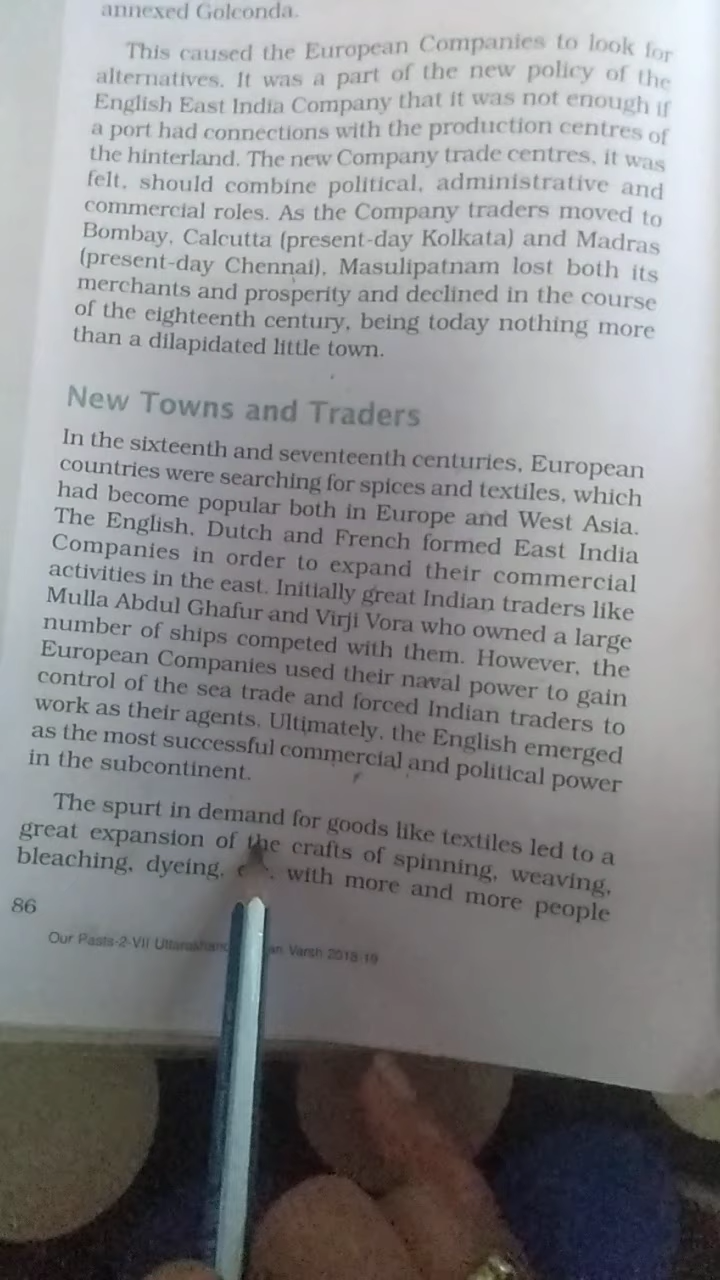 annexed Golconda.
This caused the European Companies to look for
alternatives. It was a part of the new policy of the
English East India Company that it was not enough if
a port had connections with the production centres of
the hinterland. The new Company trade centres, it was
felt, should combine political, administrative and
commercial roles. As the Company traders moved to
Bombay, Calcutta (present-day Kolkata) and Madras
(present-day Chennai), Masulipatnam lost both its
merchants and prosperity and declined in the course
of the eighteenth century, being today nothing more
than a dilapidated little town.
New Towns and Traders
In the sixteenth and seventeenth centuries, European
countries were searching for spices and textiles, which
had become popular both in Europe and West Asia.
The English, Dutch and French formed East India
Companies in order to expand their commercial
activities in the east. Initially great Indian traders like
Mulla Abdul Ghafur and Virji Vora who owned a large
number of ships competed with them. However, the
European Companies used their naval power to gain
control of the sea trade and forced Indian traders to
work as their agents. Ultimately, the English emerged
as the most successful commercial and political power
in the subcontinent.
The spurt in demand for goods like textiles led to a
great expansion of the crafts of spinning, weaving,
bleaching, dyeing, with more and more people
86
Our Pasts-2-VII Varsh 2018-19